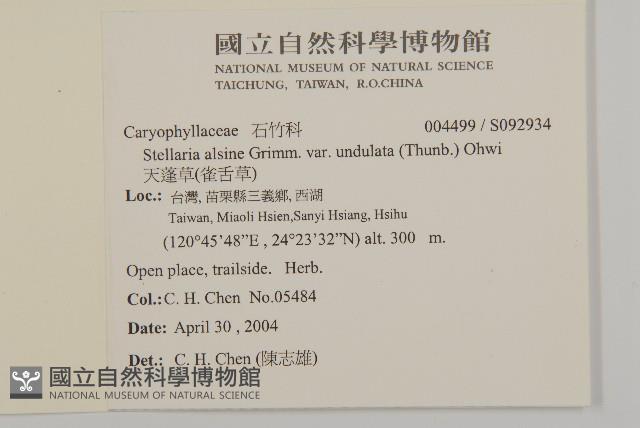 國立自然科學博物館
NATIONAL MUSEUM OF NATURAL SCIENCE
TAICHUNG, TAIWAN, R.O.CHINA
Caryophyllaceae 石竹科 004499 / S092934
Stellaria alsine Grimm. var. undulata (Thunb.) Ohwi
天蓬草(雀舌草)
Loc.: 台灣, 苗栗縣三義鄉, 西湖
Taiwan, Miaoli Hsien,Sanyi Hsiang, Hsihu
(120°45'48”E , 24°23'32”N) alt. 300 m.
Open place, trailside. Herb.
Col.:C. H. Chen No.05484
Date: April 30 , 2004
Det.: C. H. Chen (陳志雄)
國立自然科學博物館
NATIONAL MUSEUM OF NATURAL SCIENCE